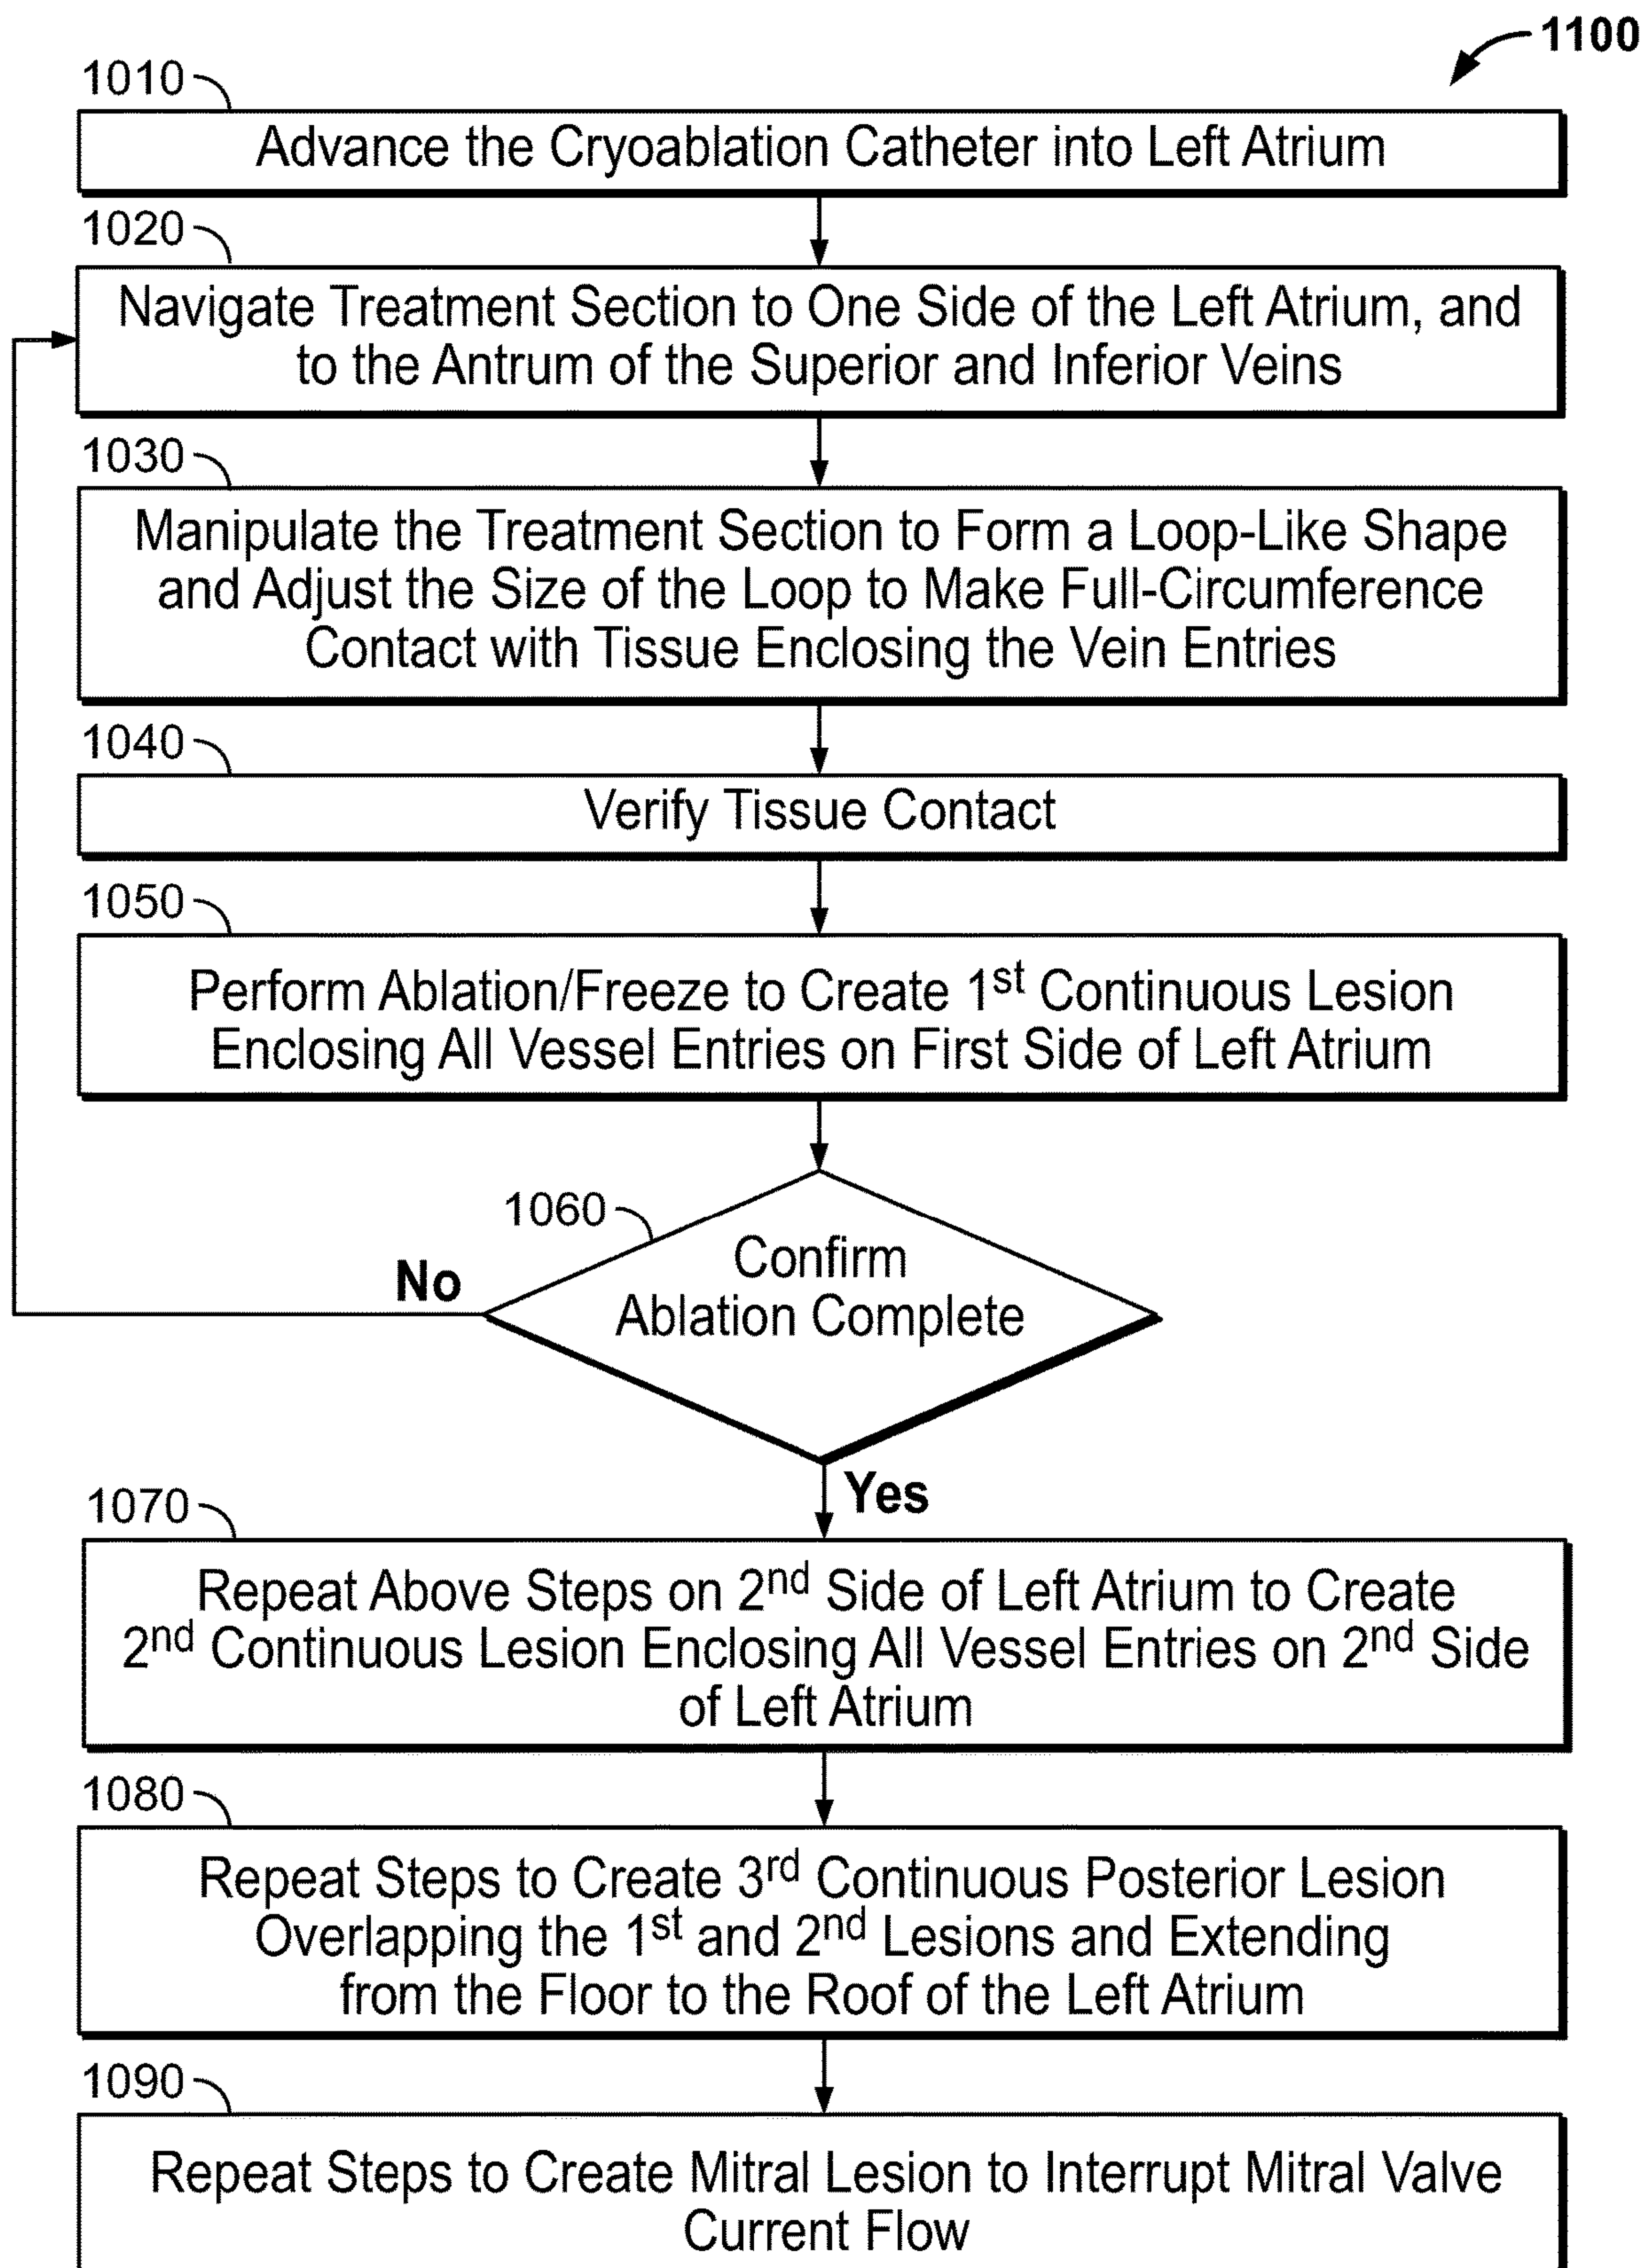 1100
1010
Advance the Cryoablation Catheter into Left Atrium
1020
Navigate Treatment Section to One Side of the Left Atrium, and
to the Antrum of the Superior and Inferior Veins
1030
Manipulate the Treatment Section to Form a Loop-Like Shape
and Adjust the Size of the Loop to Make Full-Circumference
Contact with Tissue Enclosing the Vein Entries
1040
Verify Tissue Contact
1050
Perform Ablation/Freeze to Create 1st Continuous Lesion
Enclosing All Vessel Entries on First Side of Left Atrium
1060
Confirm
Ablation Complete
No
Yes
1070
Repeat Above Steps on 2nd Side of Left Atrium to Create
2nd Continuous Lesion Enclosing All Vessel Entries on 2nd Side
of Left Atrium
1080
Repeat Steps to Create 3rd Continuous Posterior Lesion
Overlapping the 1st and 2nd Lesions and Extending
from the Floor to the Roof of the Left Atrium
1090
Repeat Steps to Create Mitral Lesion to Interrupt Mitral Valve
Current Flow